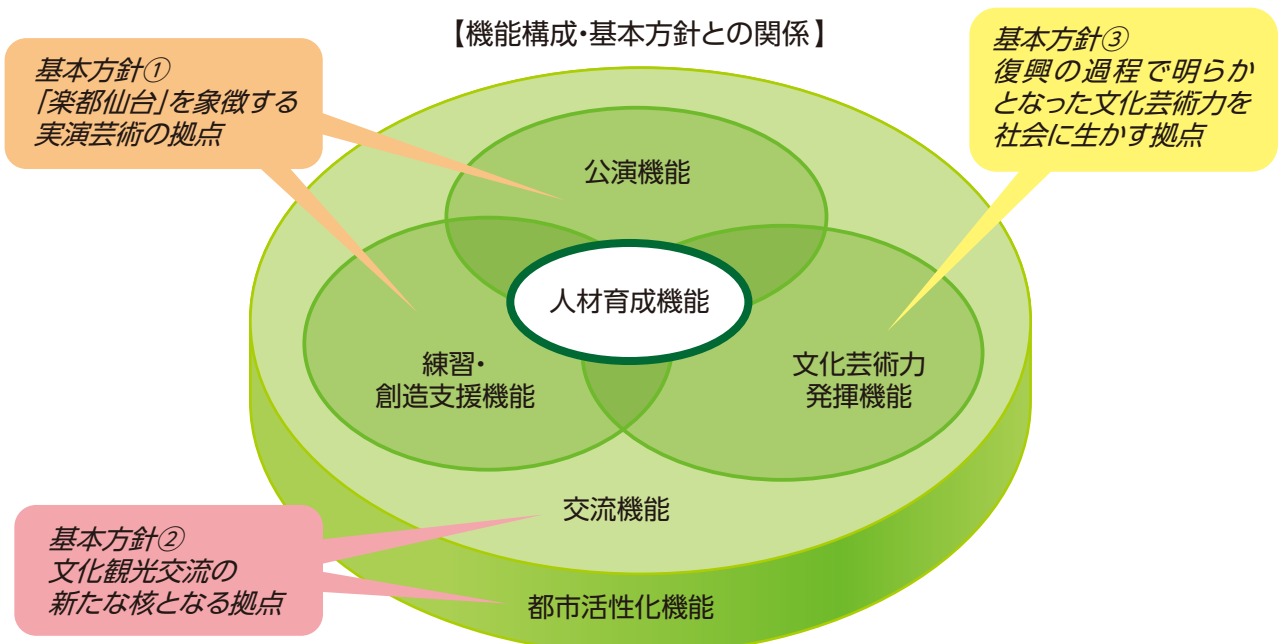 【機能構成・基本方針との関係】
基本方針①
「楽都仙台」を象徴する
実演芸術の拠点
基本方針③
復興の過程で明らか
となった文化芸術力を
社会に生かす拠点
公演機能
人材育成機能
練習・
創造支援機能
文化芸術力
発揮機能
交流機能
基本方針②
文化観光交流の
新たな核となる拠点
都市活性化機能